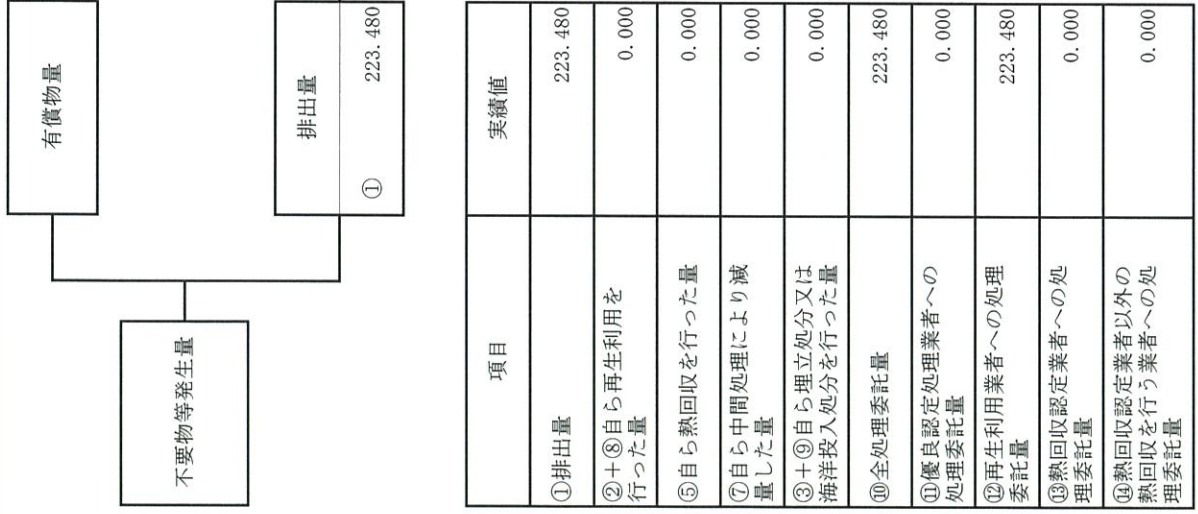 不要物等発生量
有償物量
排出量
① 223.480
項目 実績値
①排出量 223.480
②+⑧自ら再生利用を
行った量 0.000
⑤自ら熱回収を行った量 0.000
⑦自ら中間処理により減
量した量 0.000
③+⑨自ら埋立処分又は
海洋投入処分を行った量 0.000
⑩全処理委託量 223.480
⑪優良認定処理業者への
処理委託量 0.000
⑫再生利用業者への処理
委託量 223.480
⑬熱回収認定業者への処
理委託量 0.000
⑭熱回収認定業者以外の
熱回収を行う業者への処
理委託量 0.000